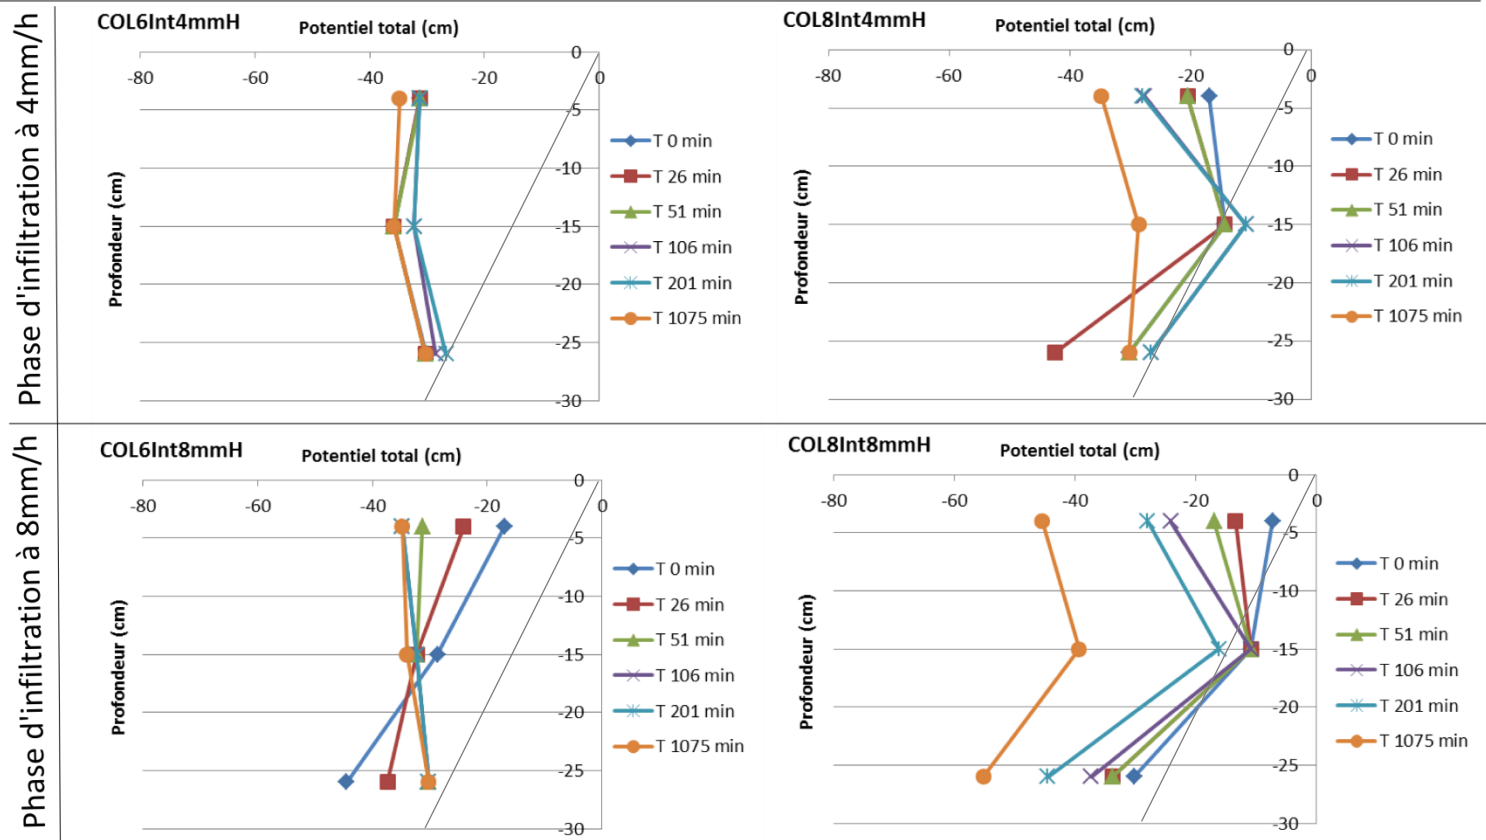 Phase d'infiltration à 4mm/h
COL6Int4mmH
Potentiel total (cm)
-80
-60
-40
-20
0
0
-5
-10
-15
-20
-25
-30
Profondeur (cm)
T 0 min
T 26 min
T 51 min
T 106 min
T 201 min
T 1075 min
COL8Int4mmH
Potentiel total (cm)
-80
-60
-40
-20
0
0
-5
-10
-15
-20
-25
-30
Profondeur (cm)
T 0 min
T 26 min
T 51 min
T 106 min
T 201 min
T 1075 min
Phase d'infiltration à 8mm/h
COL6Int8mmH
Potentiel total (cm)
-80
-60
-40
-20
0
0
-5
-10
-15
-20
-25
-30
Profondeur (cm)
T 0 min
T 26 min
T 51 min
T 106 min
T 201 min
T 1075 min
COL8Int8mmH
Potentiel total (cm)
-80
-60
-40
-20
0
0
-5
-10
-15
-20
-25
-30
Profondeur (cm)
T 0 min
T 26 min
T 51 min
T 106 min
T 201 min
T 1075 min